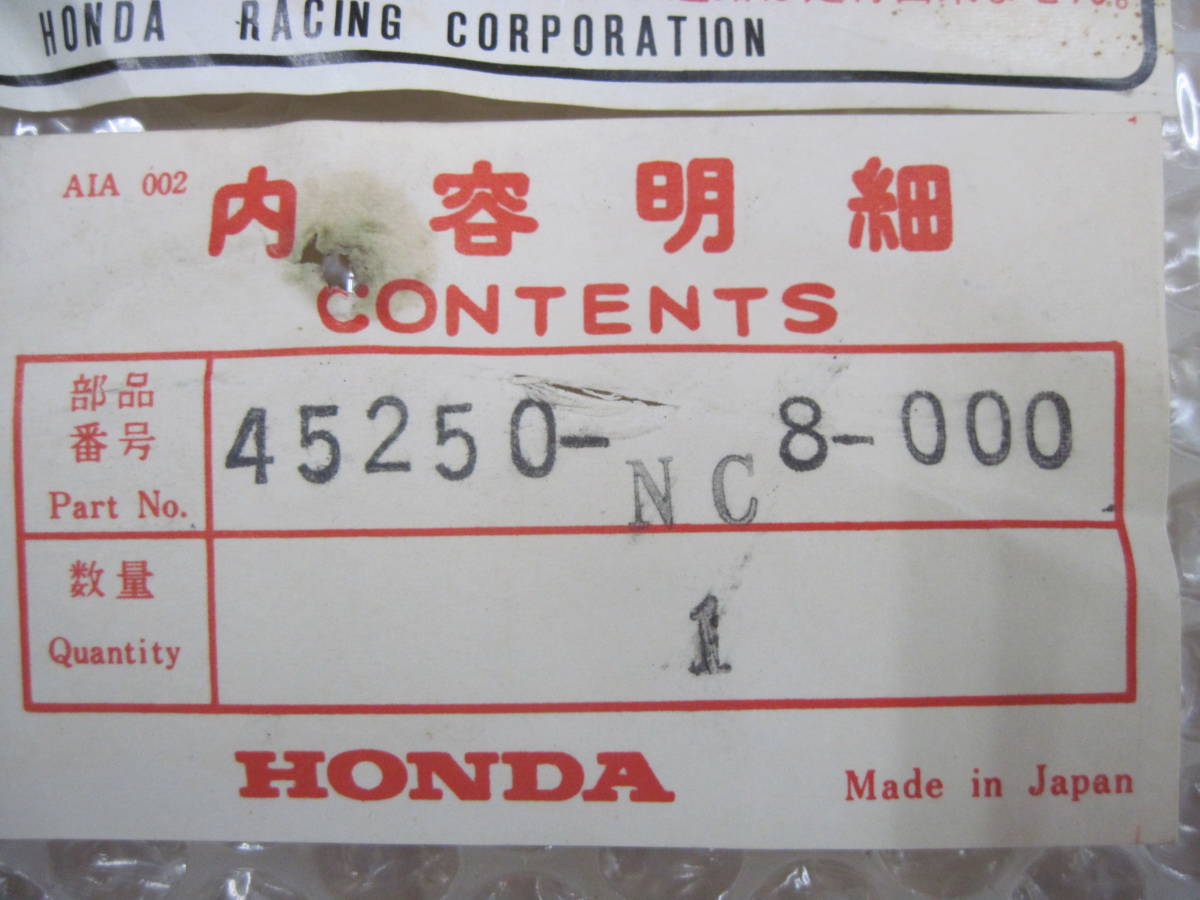 HONDA RACING CORPORATION
AIA 002
内容明細
CONTENTS
部品
番号
Part No.
45250-NC8-000
数量
Quantity
1
HONDA
Made in Japan